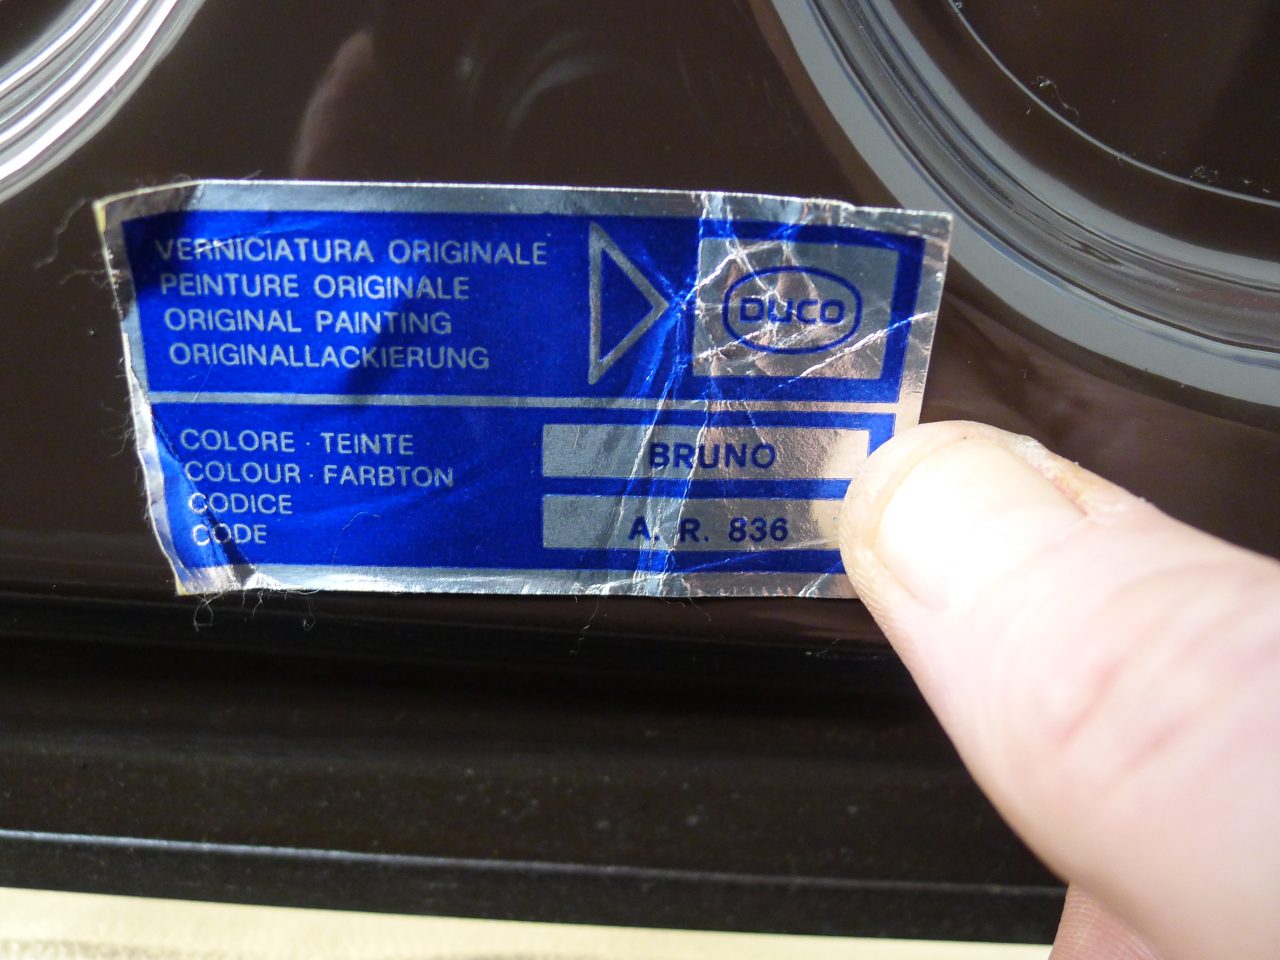 VERNICIATURA ORIGINALE
PEINTURE ORIGINALE
ORIGINAL PAINTING
ORIGINALLACKIERUNG
DUCO
COLORE · TEINTE
COLOUR · FARBTON
BRUNO
CODICE
CODE
A. R. 836